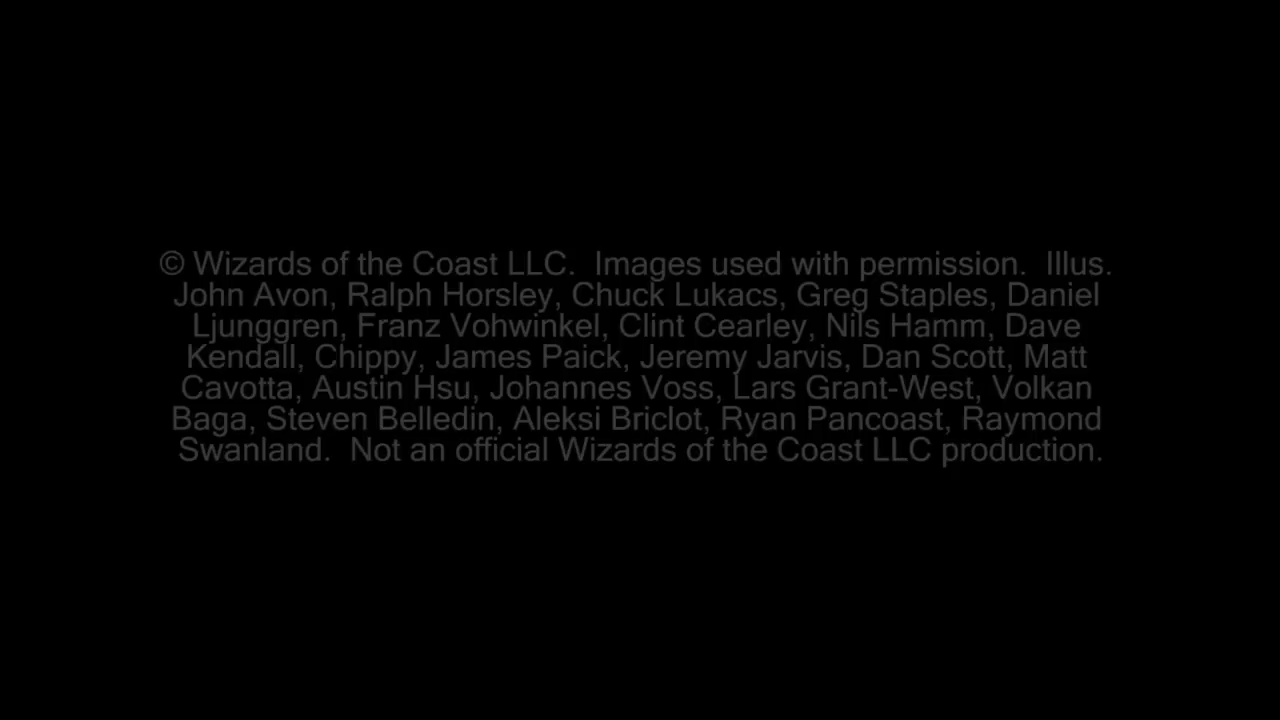 © Wizards of the Coast LLC.  Images used with permission.  Illus.
John Avon, Ralph Horsley, Chuck Lukacs, Greg Staples, Daniel
Ljunggren, Franz Vohwinkel, Clint Cearley, Nils Hamm, Dave
Kendall, Chippy, James Paick, Jeremy Jarvis, Dan Scott, Matt
Cavotta, Austin Hsu, Johannes Voss, Lars Grant-West, Volkan
Baga, Steven Belledin, Aleksi Briclot, Ryan Pancoast, Raymond
Swanland.  Not an official Wizards of the Coast LLC production.